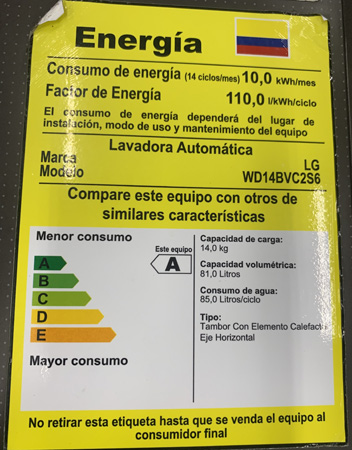 Energía
Consumo de energía (14 ciclos/mes) 10,0 kWh/mes
Factor de Energía 110,0 l/kWh/ciclo
El consumo de energía dependerá del lugar de
instalación, modo de uso y mantenimiento del equipo
Lavadora Automática
Marca LG
Modelo WD14BVC2S6
Compare este equipo con otros de
similares características
Menor consumo
Este equipo
A
A
B
C
D
E
Mayor consumo
Capacidad de carga:
14,0 kg
Capacidad volumétrica:
81,0 Litros
Consumo de agua:
85,0 Litros/ciclo
Tipo:
Tambor Con Elemento Calefacto
Eje Horizontal
No retirar esta etiqueta hasta que se venda el equipo al
consumidor final